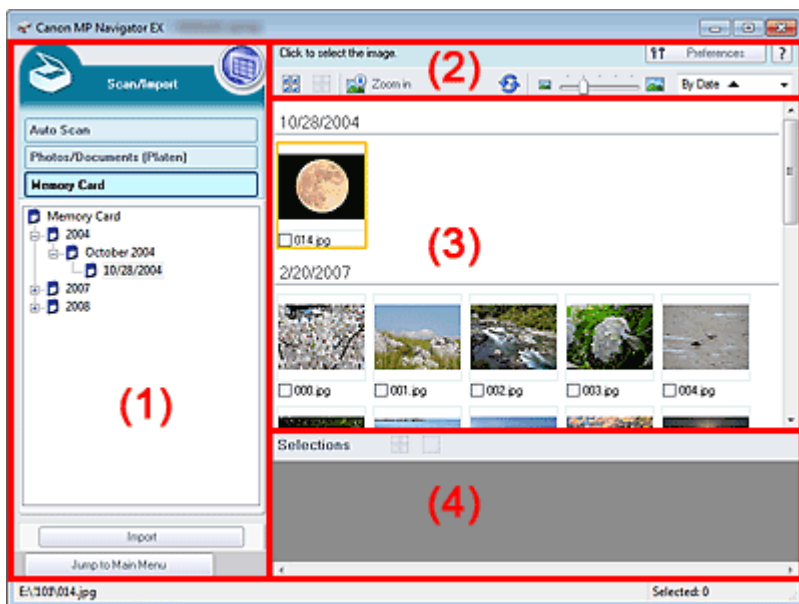 Canon MP Navigator EX
Scan/Import
Auto Scan
Photos/Documents (Platen)
Memory Card
Memory Card
2004
October 2004
10/28/2004
2007
2008
(1)
Import
Jump to Main Menu
Click to select the image.
Preferences
?
(2)
Zoom in
By Date
10/28/2004
014.jpg
(3)
2/20/2007
000.jpg
001.jpg
002.jpg
003.jpg
004.jpg
Selections
(4)
E:\101\014.jpg
Selected: 0